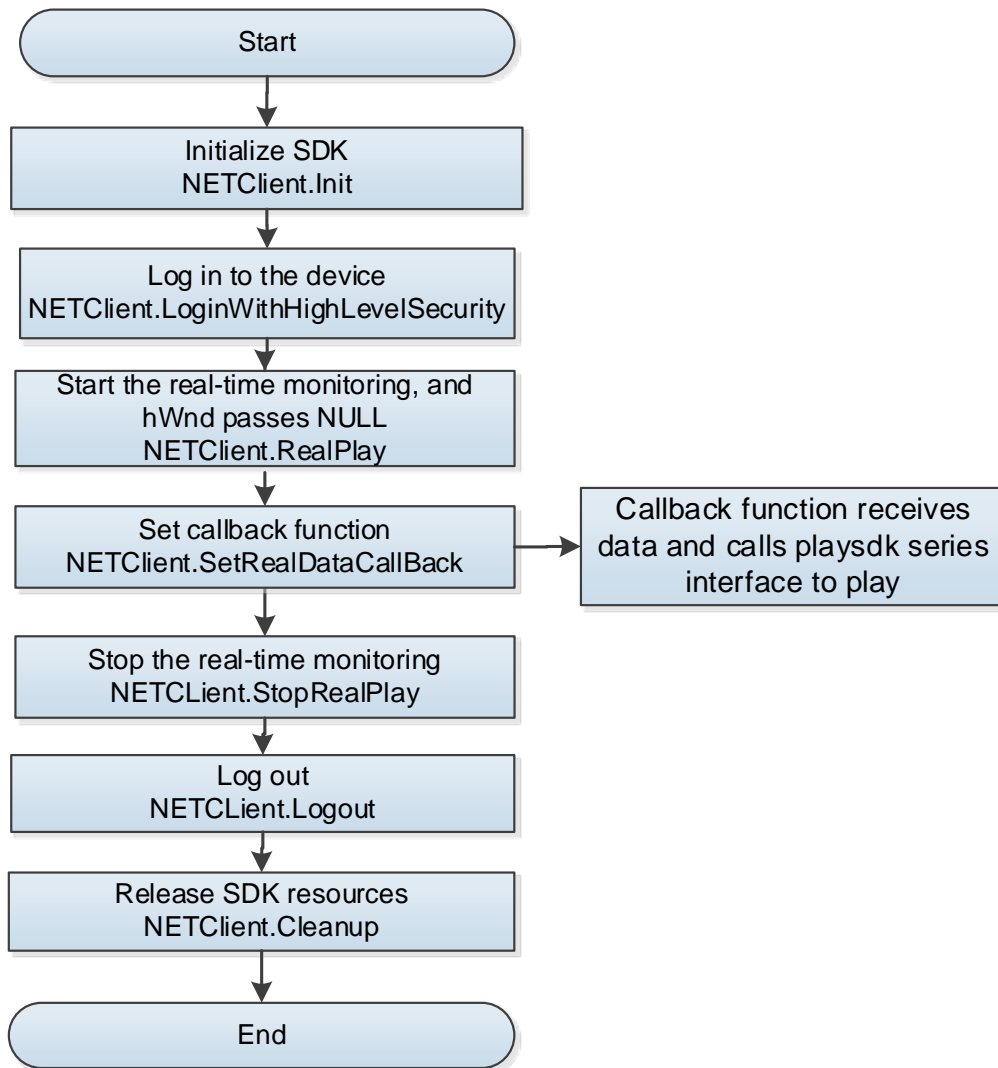 Start
Initialize SDK
NETClient.Init
Log in to the device
NETClient.LoginWithHighLevelSecurity
Start the real-time monitoring, and
hWnd passes NULL
NETClient.RealPlay
Set callback function
NETClient.SetRealDataCallBack
Callback function receives
data and calls playsdk series
interface to play
Stop the real-time monitoring
NETCLient.StopRealPlay
Log out
NETCLient.Logout
Release SDK resources
NETClient.Cleanup
End